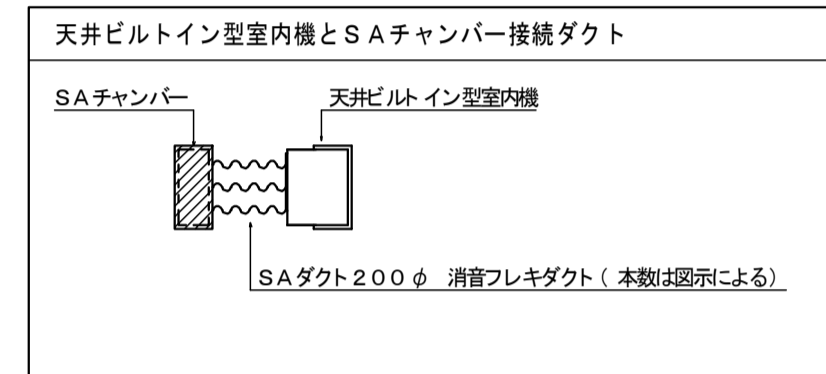 天井ビルトイン型室内機とＳＡチャンバー接続ダクト
ＳＡチャンバー
天井ビルトイン型室内機
ＳＡダクト２００φ　消音フレキダクト（ 本数は図示による）